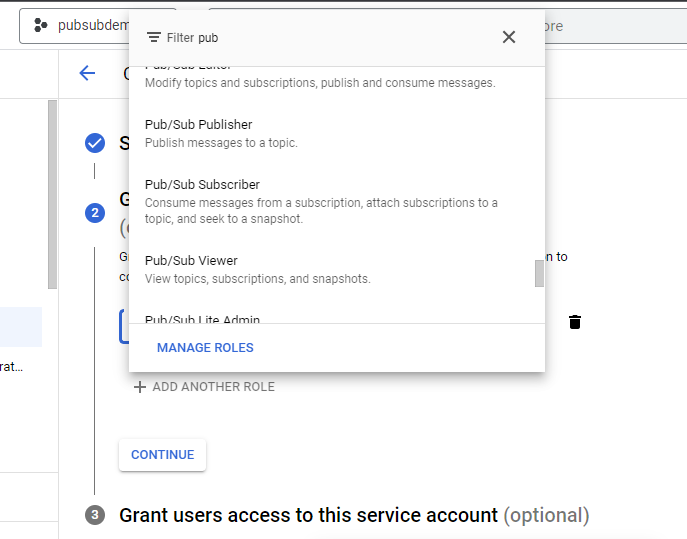 pubsubdem
Filter pub
ore
Pub/Sub Editor
Modify topics and subscriptions, publish and consume messages.
Pub/Sub Publisher
Publish messages to a topic.
Pub/Sub Subscriber
Consume messages from a subscription, attach subscriptions to a
topic, and seek to a snapshot.
2
Pub/Sub Viewer
n to
View topics, subscriptions, and snapshots.
Pub/Sub Lite Admin
MANAGE ROLES
rat...
ADD ANOTHER ROLE
CONTINUE
3 Grant users access to this service account (optional)